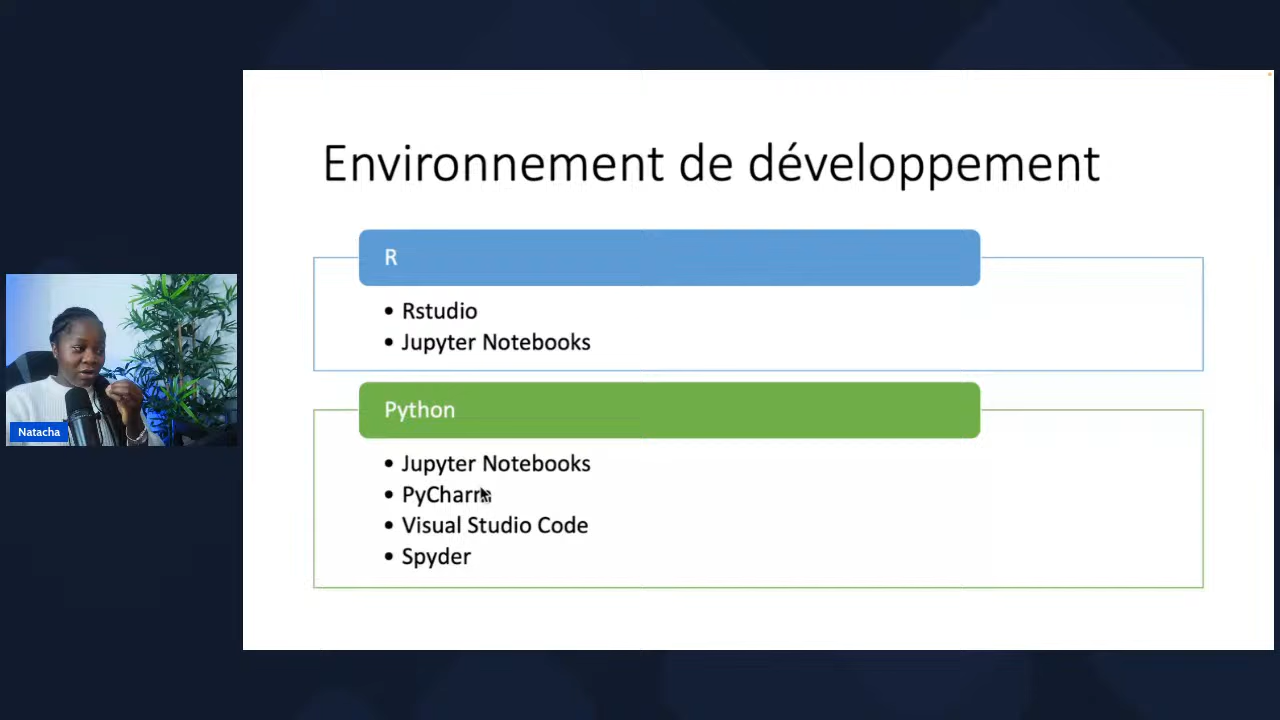 Environnement de développement
R
• Rstudio
• Jupyter Notebooks
Python
• Jupyter Notebooks
• PyCharm
• Visual Studio Code
• Spyder
Natacha